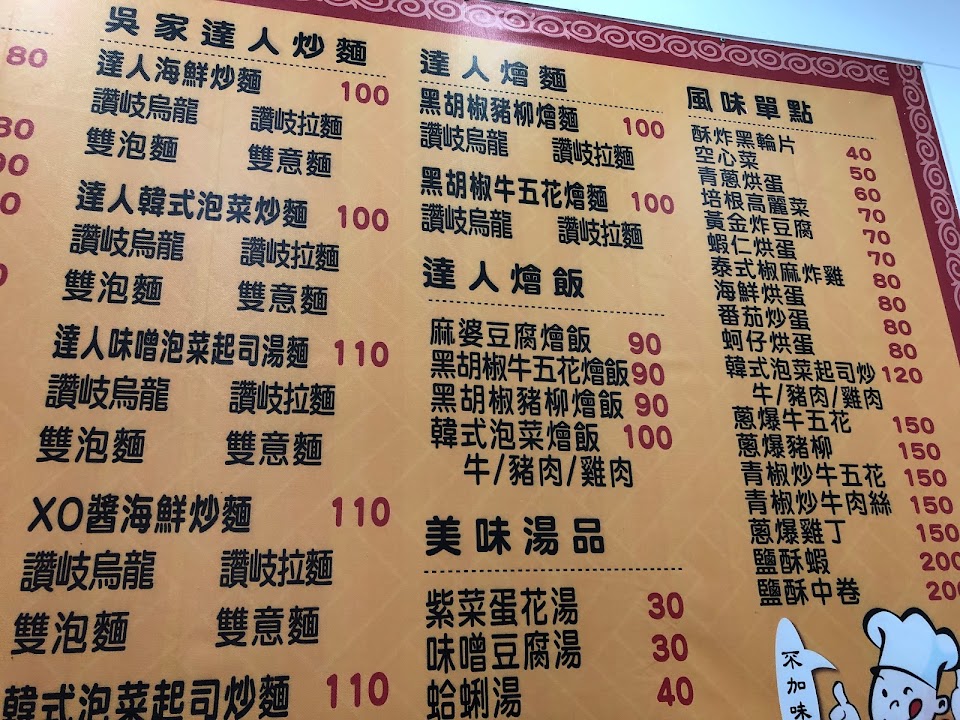 80
80
90
0
0
吳家達人炒麵
達人海鮮炒麵 100
讚岐烏龍 讚岐拉麵
雙泡麵 雙意麵
達人韓式泡菜炒麵 100
讚岐烏龍 讚岐拉麵
雙泡麵 雙意麵
達人味噌泡菜起司湯麵 110
讚岐烏龍 讚岐拉麵
雙泡麵 雙意麵
XO醬海鮮炒麵 110
讚岐烏龍 讚岐拉麵
雙泡麵 雙意麵
韓式泡菜起司炒麵 110
達人燴麵
黑胡椒豬柳燴麵 100
讚岐烏龍 讚岐拉麵
黑胡椒牛五花燴麵 100
讚岐烏龍 讚岐拉麵
達人燴飯
麻婆豆腐燴飯 90
黑胡椒牛五花燴飯 90
黑胡椒豬柳燴飯 90
韓式泡菜燴飯 100
牛/豬肉/雞肉
美味湯品
紫菜蛋花湯 30
味噌豆腐湯 30
蛤蜊湯 40
風味單點
酥炸黑輪片 40
空心菜 50
青蔥烘蛋 60
培根高麗菜 70
黃金炸豆腐 70
蝦仁烘蛋 70
泰式椒麻炸雞 80
海鮮烘蛋 80
番茄炒蛋 80
蚵仔烘蛋 80
韓式泡菜起司炒 120
牛/豬肉/雞肉
蔥爆牛五花 150
蔥爆豬柳 150
青椒炒牛五花 150
青椒炒牛肉絲 150
蔥爆雞丁 150
鹽酥蝦 200
鹽酥中卷 200
不加味